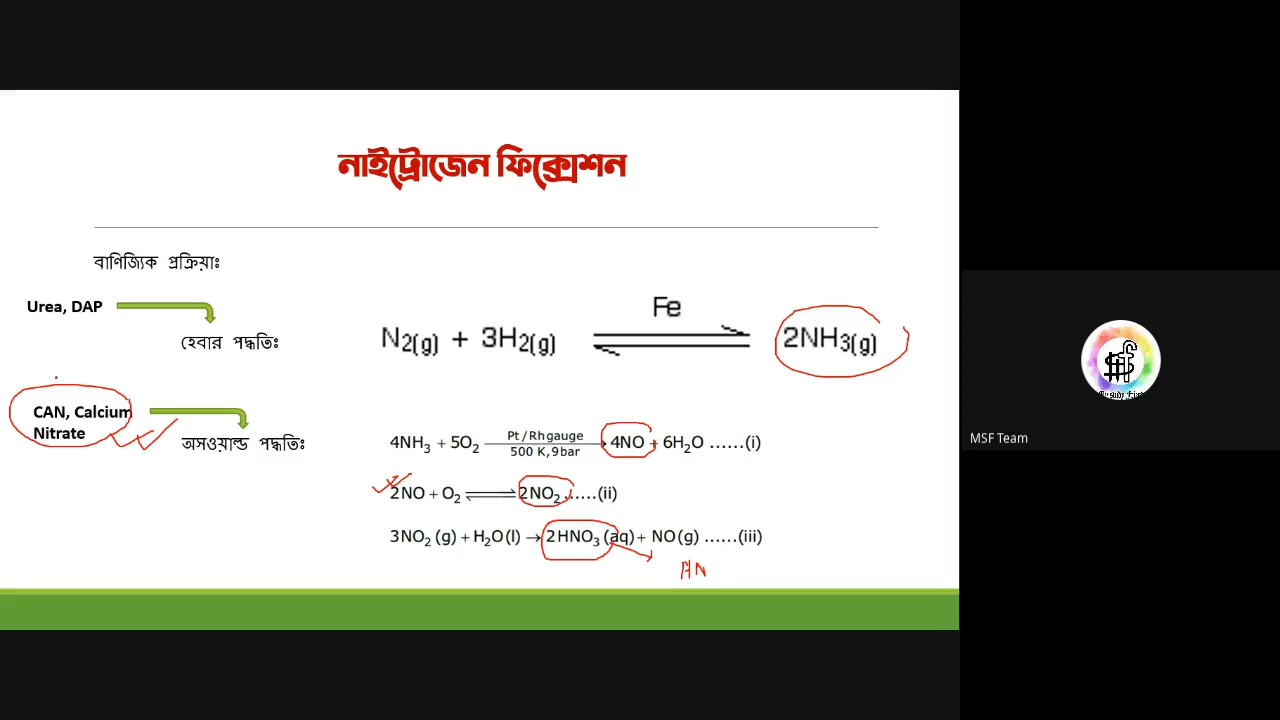 নাইট্রোজেন ফিক্সেশন
বাণিজ্যিক প্রক্রিয়াঃ
Urea, DAP
হেবার পদ্ধতিঃ
Fe
N₂(g) + 3H₂(g) ⇌ 2NH₃(g)
CAN, Calcium
Nitrate
অসওয়াল্ড পদ্ধতিঃ
Pt/Rh gauge
4NH₃ + 5O₂ → 4NO + 6H₂O ......(i)
500 K, 9 bar
2NO + O₂ ⇌ 2NO₂ ......(ii)
3NO₂ (g) + H₂O(l) → 2HNO₃ (aq) + NO(g) ......(iii)
AN
MSF Team